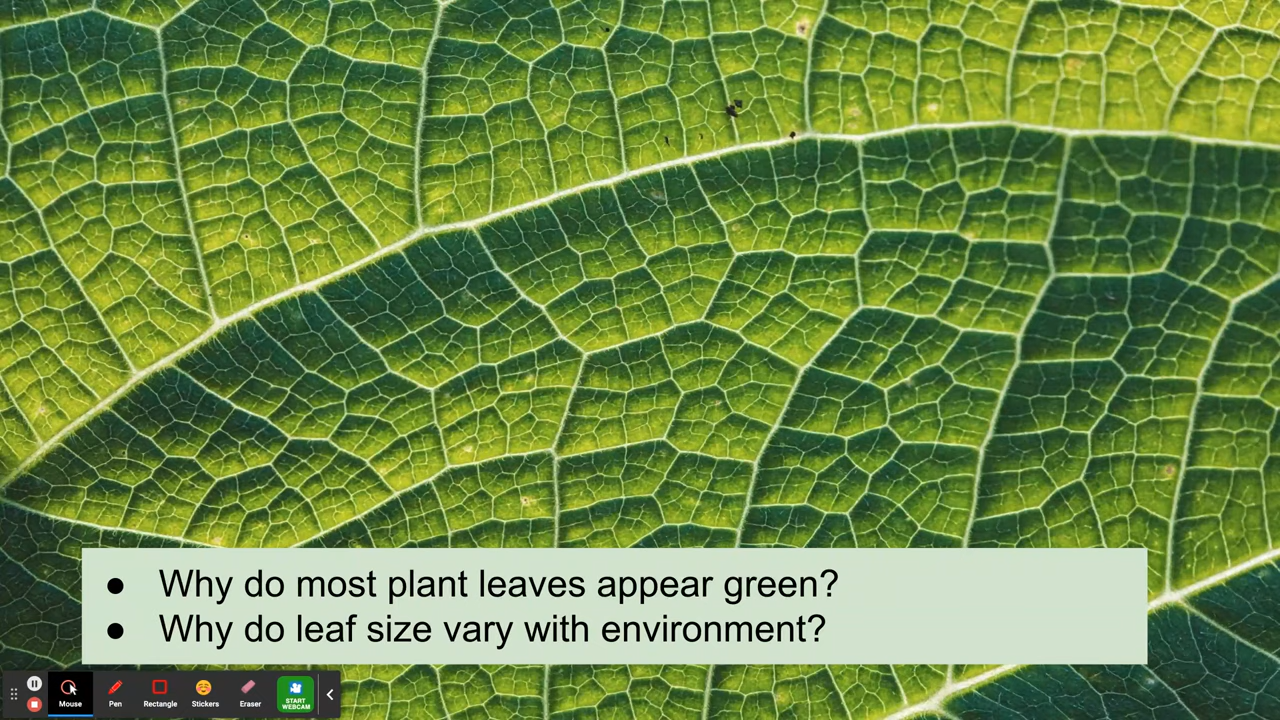 ● Why do most plant leaves appear green?
● Why do leaf size vary with environment?
Mouse Pen Rectangle Stickers Eraser START WEBCAM